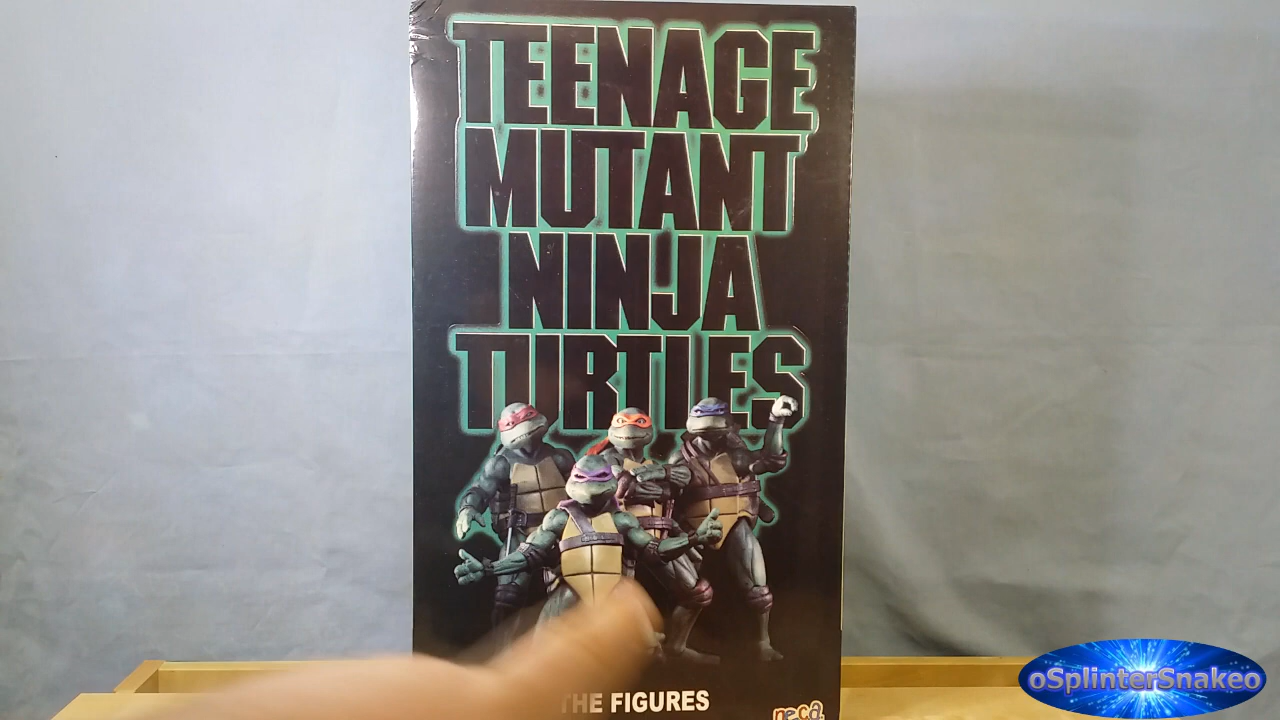 TEENAGE
MUTANT
NINJA
TURTLES
THE FIGURES
neca
oSplinterSnakeo